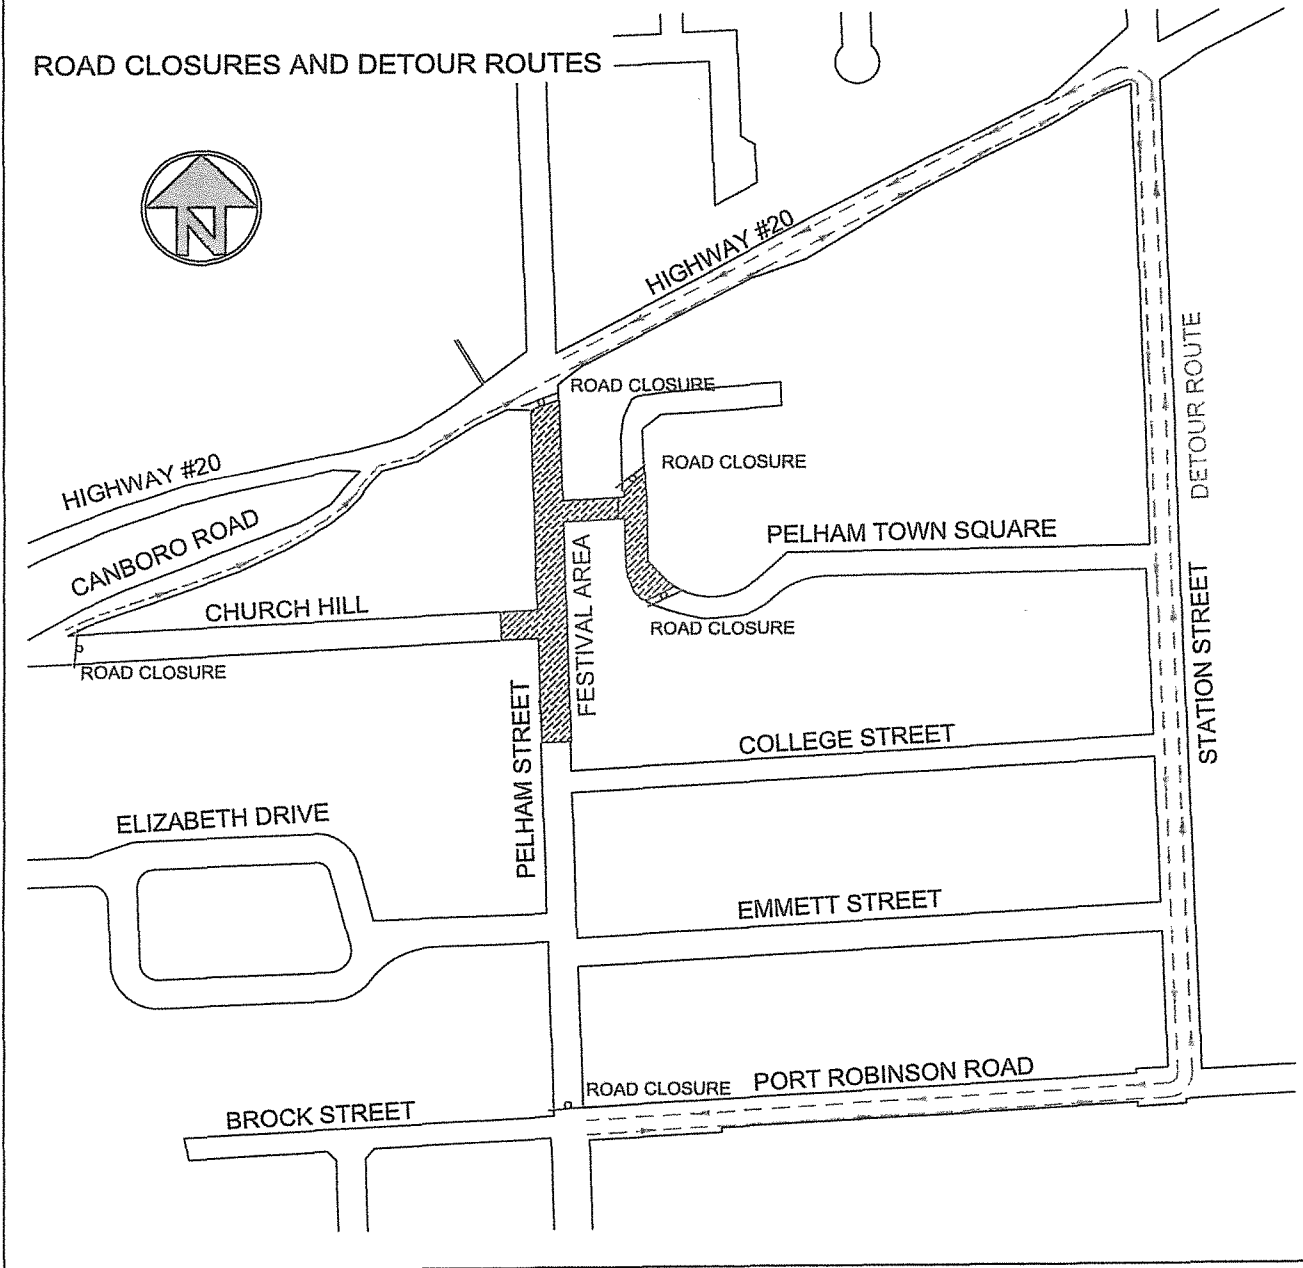 ROAD CLOSURES AND DETOUR ROUTES
N
HIGHWAY #20
DETOUR ROUTE
ROAD CLOSURE
ROAD CLOSURE
HIGHWAY #20
CANBORO ROAD
PELHAM TOWN SQUARE
CHURCH HILL
FESTIVAL AREA
ROAD CLOSURE
ROAD CLOSURE
STATION STREET
PELHAM STREET
COLLEGE STREET
ELIZABETH DRIVE
EMMETT STREET
ROAD CLOSURE
PORT ROBINSON ROAD
BROCK STREET